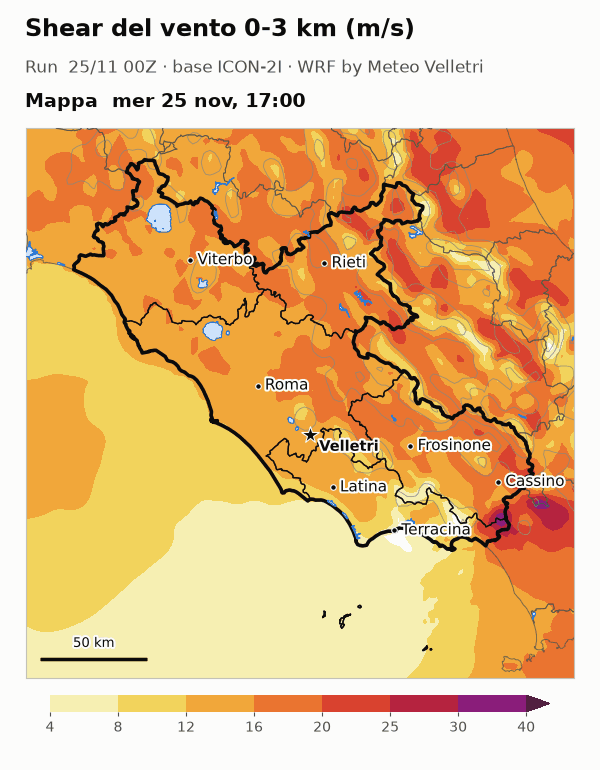 Shear del vento 0-3 km (m/s)
Run  25/11 00Z · base ICON-2I · WRF by Meteo Velletri
Mappa  mer 25 nov, 17:00
Viterbo
Rieti
Roma
Velletri
Frosinone
Cassino
Latina
Terracina
50 km
4 8 12 16 20 25 30 40